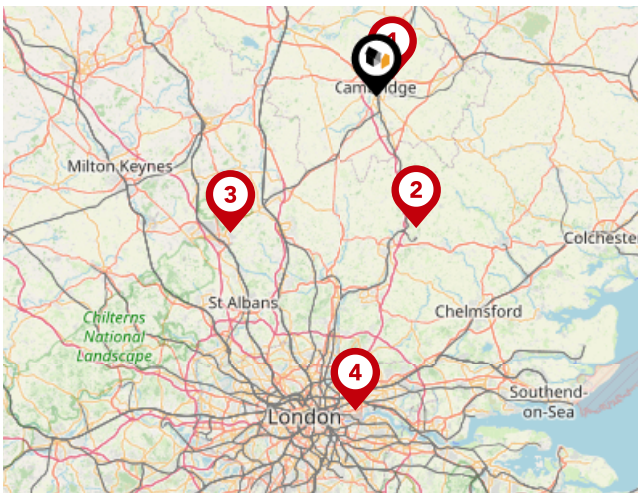 1
Cambridge
Milton Keynes
3
2
Colchester
St Albans
Chelmsford
Chilterns
National
Landscape
4
Southend-
on-Sea
London